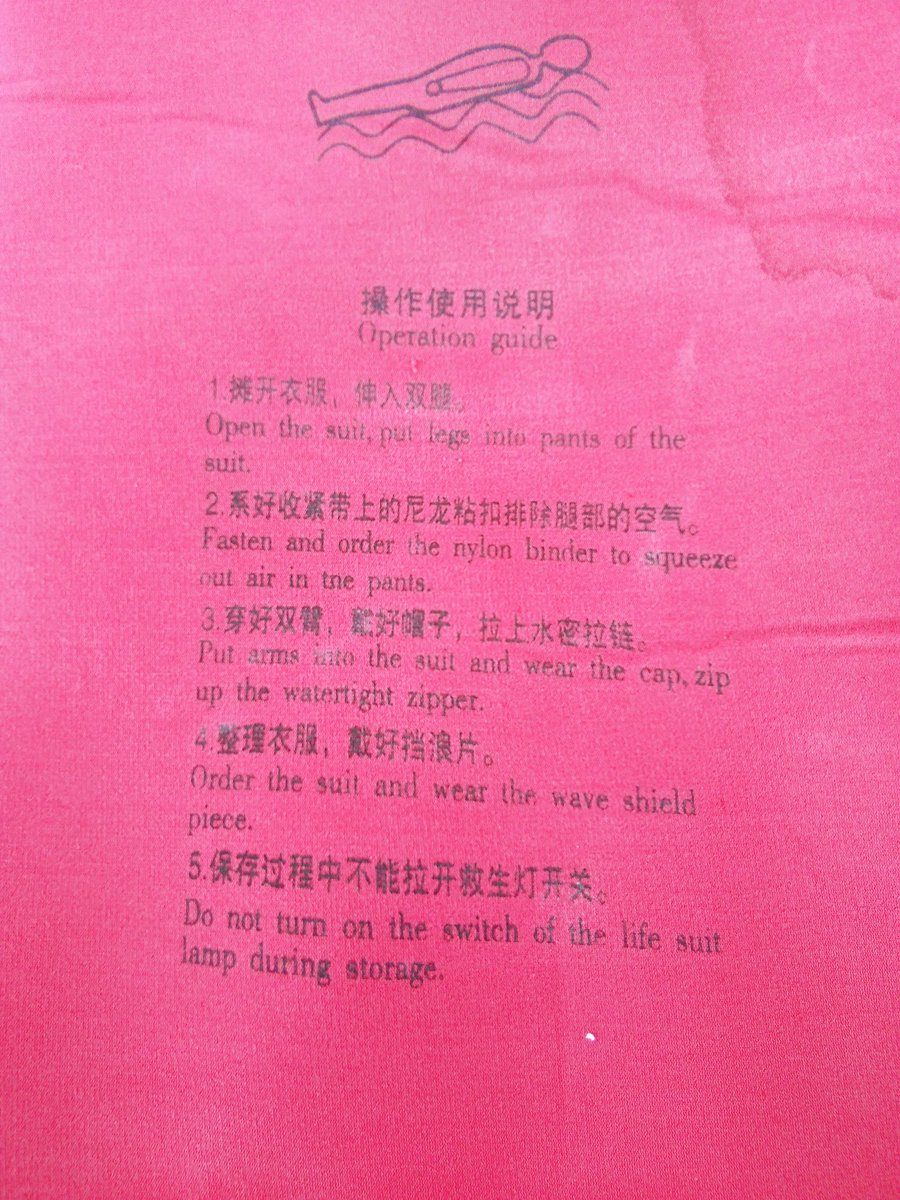 操作使用说明
Operation guide
1.摊开衣服，伸入双腿。
Open the suit,put legs into pants of the
suit.
2.系好收紧带上的尼龙粘扣排除腿部的空气。
Fasten and order the nylon binder to squeeze
out air in tne pants.
3.穿好双臂，戴好帽子，拉上水密拉链。
Put arms into the suit and wear the cap,zip
up the watertight zipper.
4.整理衣服，戴好挡浪片。
Order the suit and wear the wave shield
piece.
5.保存过程中不能拉开救生灯开关。
Do not turn on the switch of the life suit
lamp during storage.